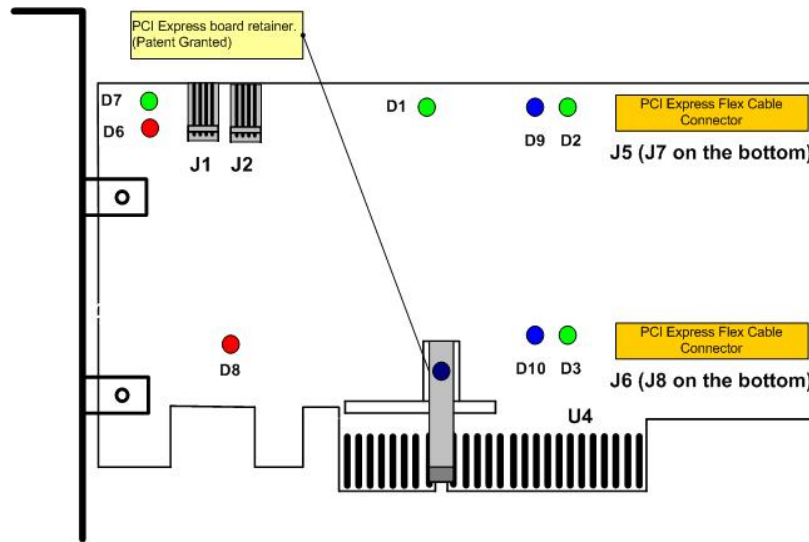 PCI Express board retainer.
(Patent Granted)
D7
D6
J1
J2
D1
D9
D2
PCI Express Flex Cable
Connector
J5 (J7 on the bottom)
D8
D10
D3
PCI Express Flex Cable
Connector
J6 (J8 on the bottom)
U4